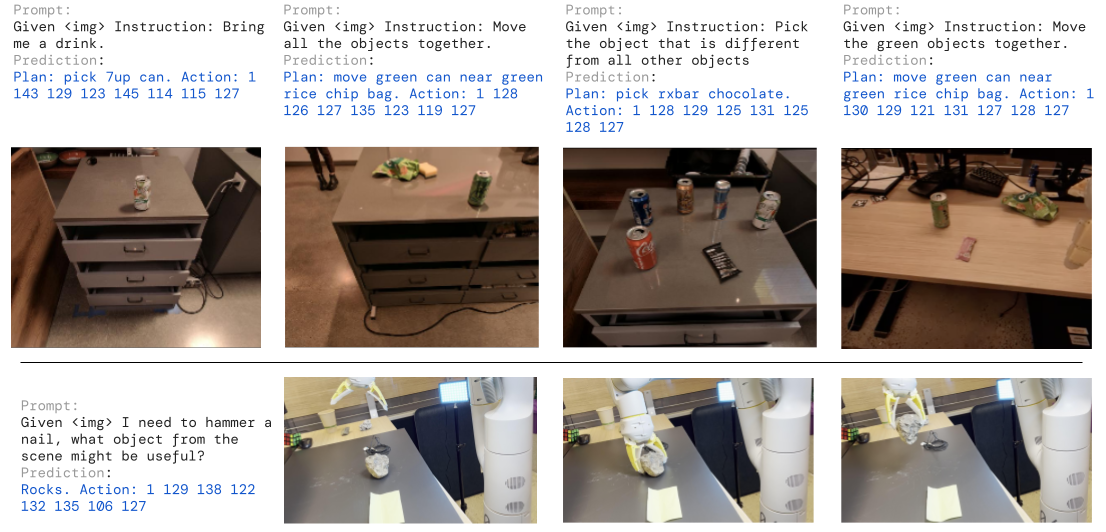 Prompt:
Given <img> Instruction: Bring
me a drink.
Prediction:
Plan: pick 7up can. Action: 1
143 129 123 145 114 115 127
Prompt:
Given <img> Instruction: Move
all the objects together.
Prediction:
Plan: move green can near green
rice chip bag. Action: 1 128
126 127 135 123 119 127
Prompt:
Given <img> Instruction: Pick
the object that is different
from all other objects
Prediction:
Plan: pick rxbar chocolate.
Action: 1 128 129 125 131 125
128 127
Prompt:
Given <img> Instruction: Move
the green objects together.
Prediction:
Plan: move green can near
green rice chip bag. Action: 1
130 129 121 131 127 128 127
Prompt:
Given <img> I need to hammer a
nail, what object from the
scene might be useful?
Prediction:
Rocks. Action: 1 129 138 122
132 135 106 127